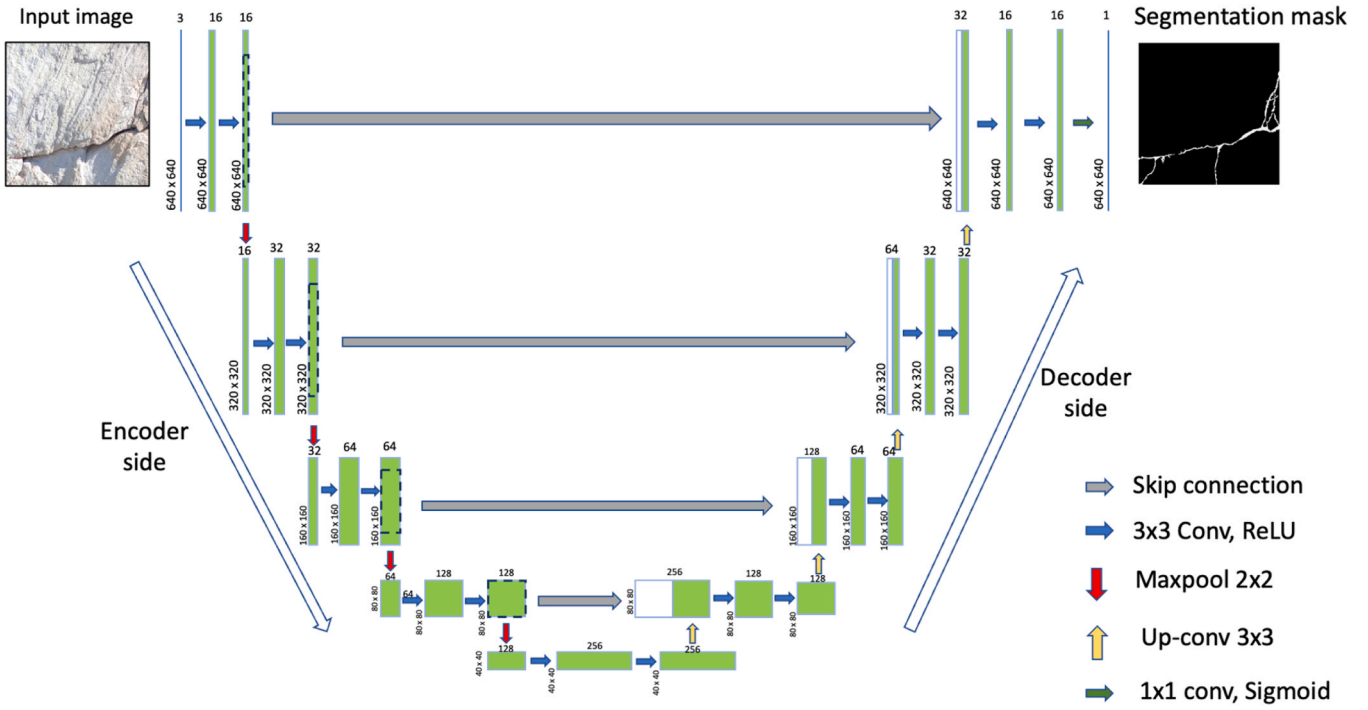 Input image
3
16
16
32
16
16
1
Segmentation mask
640 x 640
640 x 640
640 x 640
640 x 640
640 x 640
640 x 640
640 x 640
16
32
32
64
32
32
320 x 320
320 x 320
320 x 320
320 x 320
320 x 320
320 x 320
Encoder
side
Decoder
side
32
64
64
128
64
64
160 x 160
160 x 160
160 x 160
160 x 160
160 x 160
160 x 160
64
64
128
128
256
128
128
80 x 80
80 x 80
80 x 80
80 x 80
80 x 80
80 x 80
128
256
256
40 x 40
40 x 40
40 x 40
Skip connection
3x3 Conv, ReLU
Maxpool 2x2
Up-conv 3x3
1x1 conv, Sigmoid